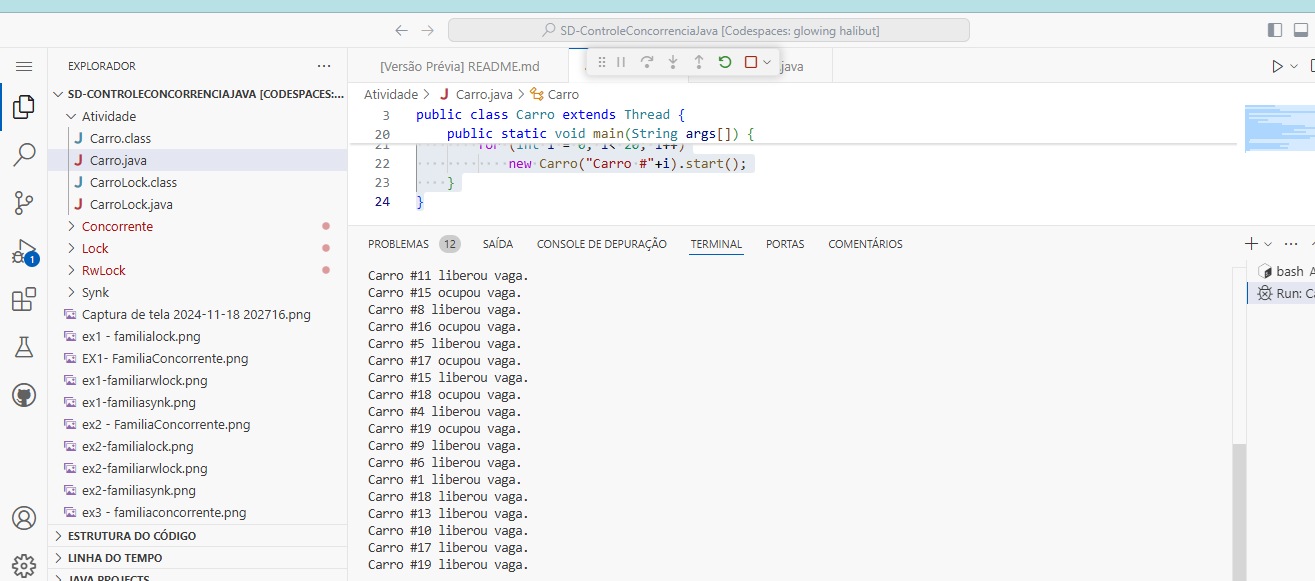 SD-ControleConcorrenciaJava [Codespaces: glowing halibut]
EXPLORADOR
SD-CONTROLECONCORRENCIAJAVA [CODESPACES:...
Atividade
Carro.class
Carro.java
CarroLock.class
CarroLock.java
Concorrente
Lock
RwLock
Synk
Captura de tela 2024-11-18 202716.png
ex1 - familialock.png
EX1- FamiliaConcorrente.png
ex1-familiarwlock.png
ex1-familiasynk.png
ex2 - FamiliaConcorrente.png
ex2-familialock.png
ex2-familiarwlock.png
ex2-familiasynk.png
ex3 - familiaconcorrente.png
ESTRUTURA DO CÓDIGO
LINHA DO TEMPO
JAVA PROJECTS
1
[Versão Prévia] README.md
.java
Atividade > Carro.java > Carro
3 public class Carro extends Thread {
20 public static void main(String args[]) {
21 for (int i = 0; i< 20; i++)
22 new Carro("Carro #"+i).start();
23 }
24 }
PROBLEMAS 12 SAÍDA CONSOLE DE DEPURAÇÃO TERMINAL PORTAS COMENTÁRIOS
Carro #11 liberou vaga.
Carro #15 ocupou vaga.
Carro #8 liberou vaga.
Carro #16 ocupou vaga.
Carro #5 liberou vaga.
Carro #17 ocupou vaga.
Carro #15 liberou vaga.
Carro #18 ocupou vaga.
Carro #4 liberou vaga.
Carro #19 ocupou vaga.
Carro #9 liberou vaga.
Carro #6 liberou vaga.
Carro #1 liberou vaga.
Carro #18 liberou vaga.
Carro #13 liberou vaga.
Carro #10 liberou vaga.
Carro #17 liberou vaga.
Carro #19 liberou vaga.
bash A
Run: Ca